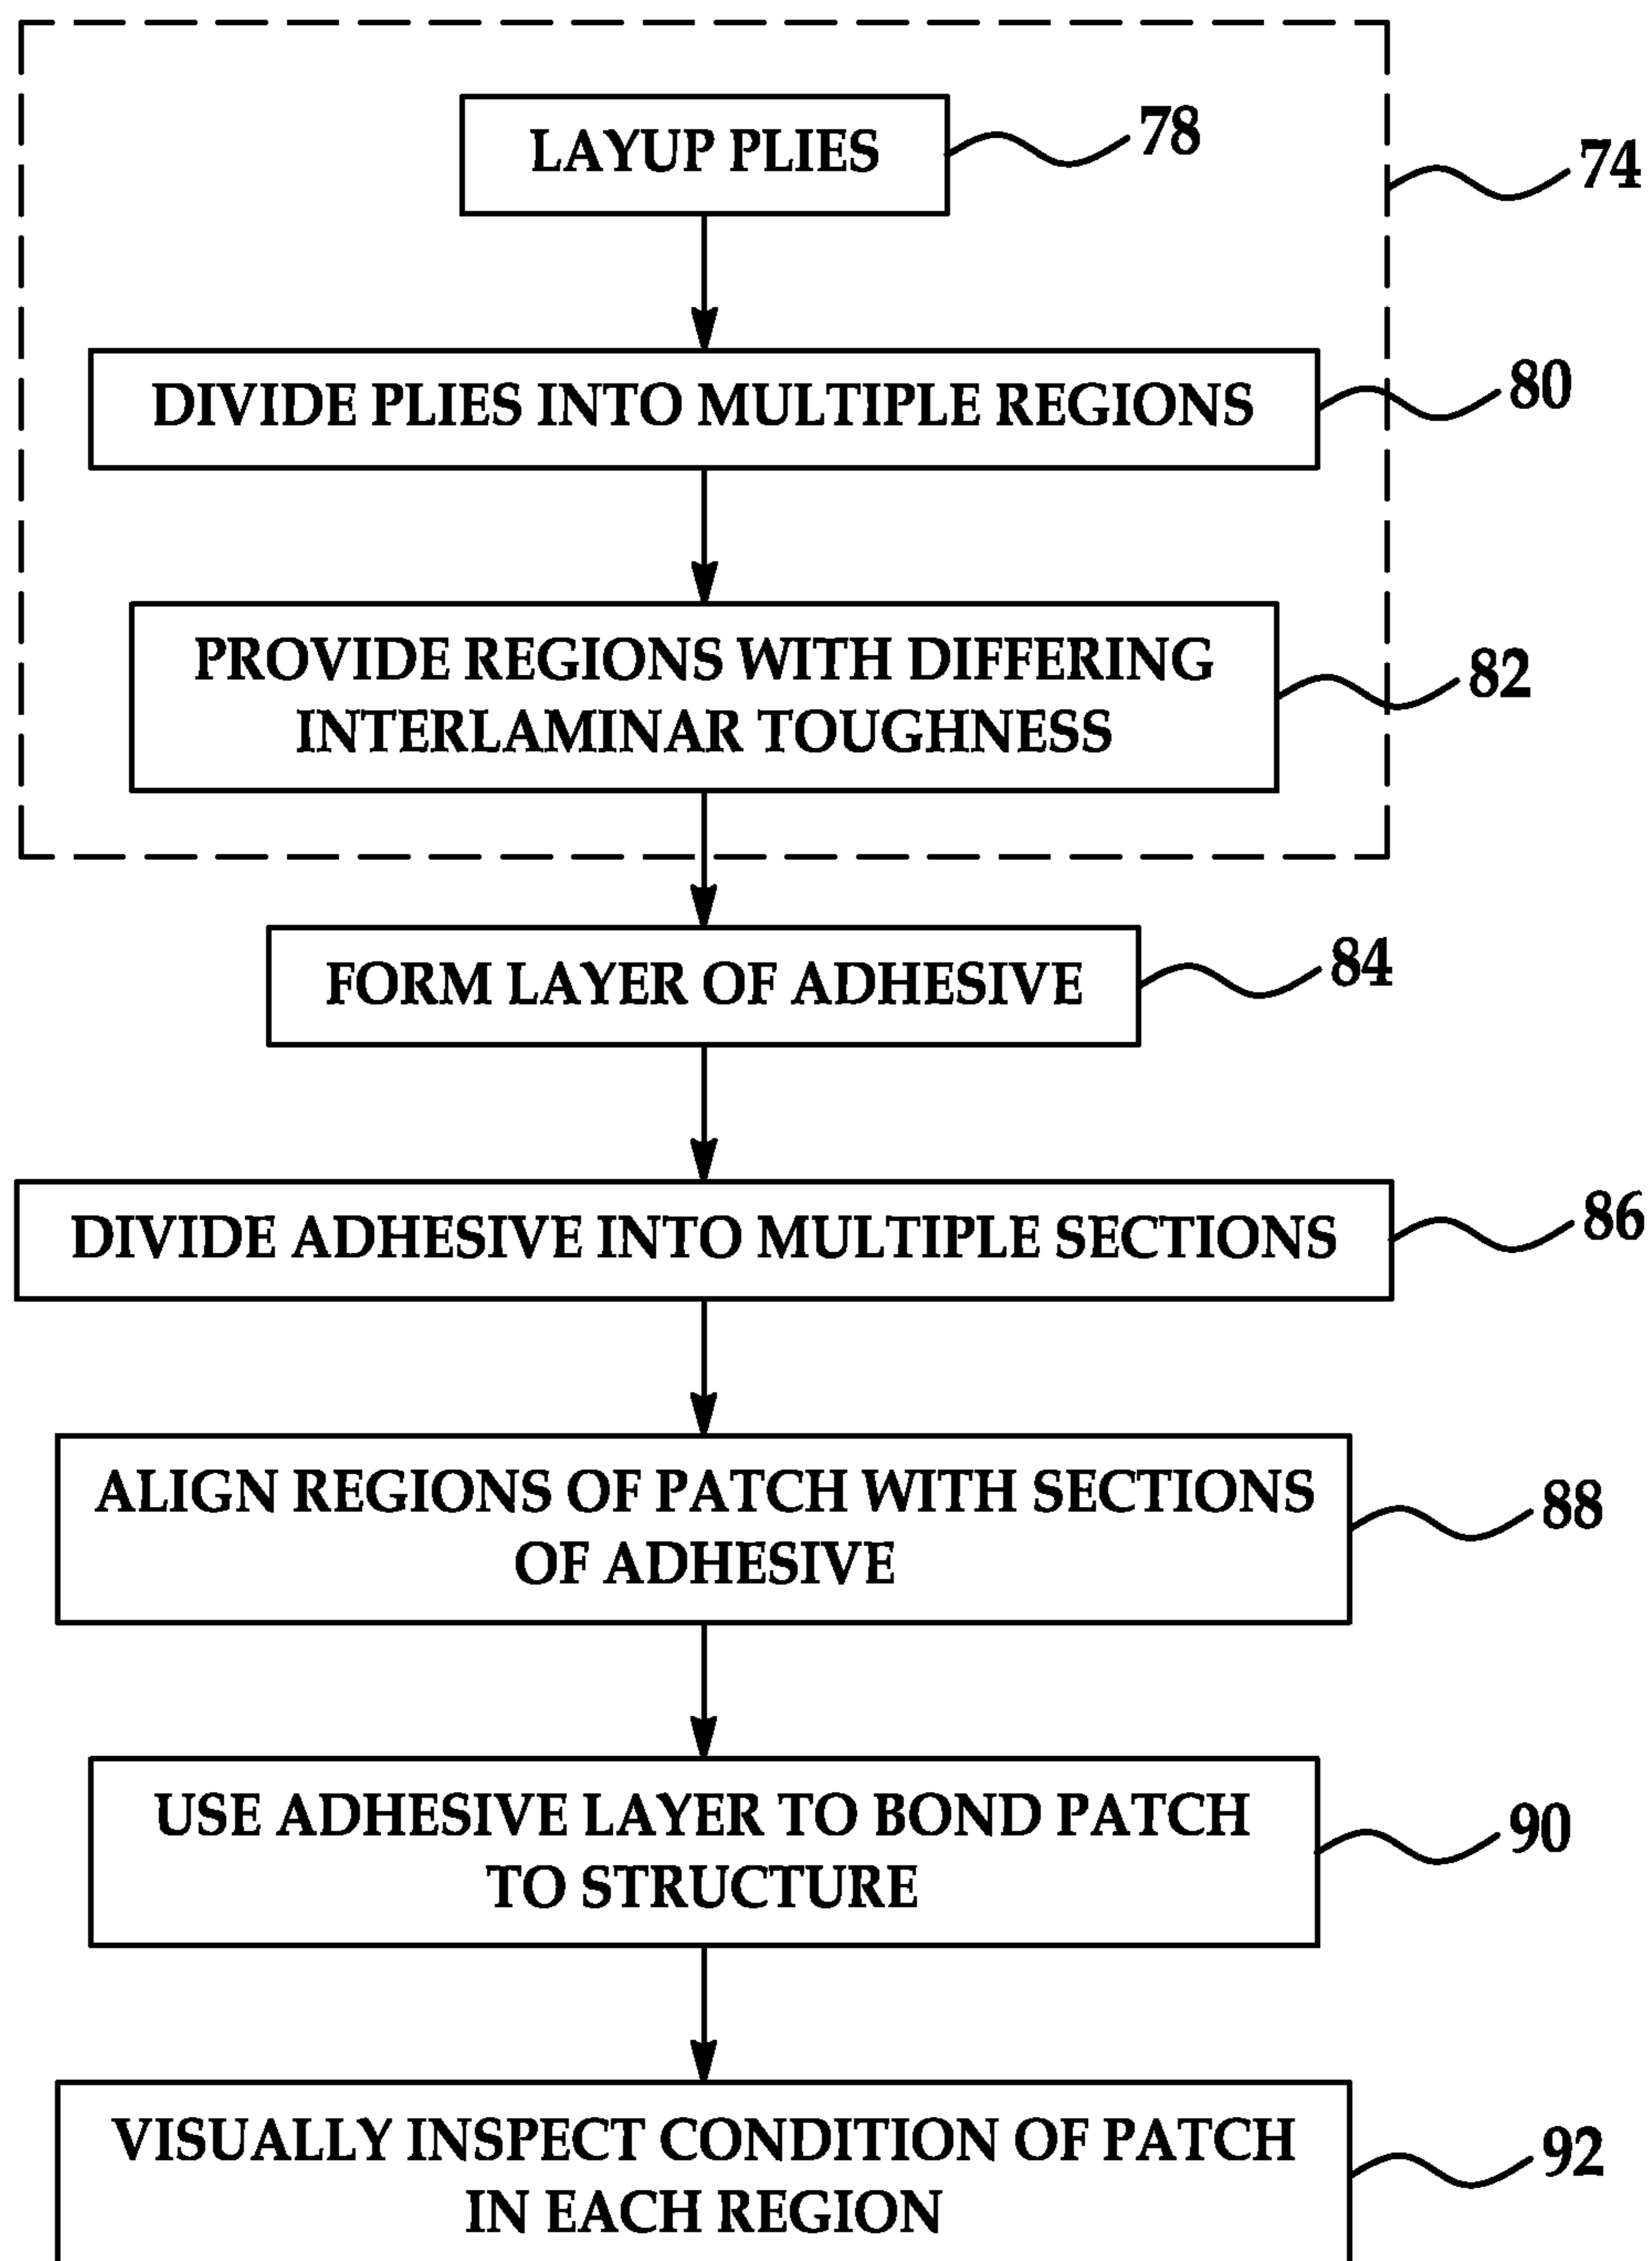 LAYUP PLIES
78
74
DIVIDE PLIES INTO MULTIPLE REGIONS
80
PROVIDE REGIONS WITH DIFFERING
INTERLAMINAR TOUGHNESS
82
FORM LAYER OF ADHESIVE
84
DIVIDE ADHESIVE INTO MULTIPLE SECTIONS
86
ALIGN REGIONS OF PATCH WITH SECTIONS
OF ADHESIVE
88
USE ADHESIVE LAYER TO BOND PATCH
TO STRUCTURE
90
VISUALLY INSPECT CONDITION OF PATCH
IN EACH REGION
92